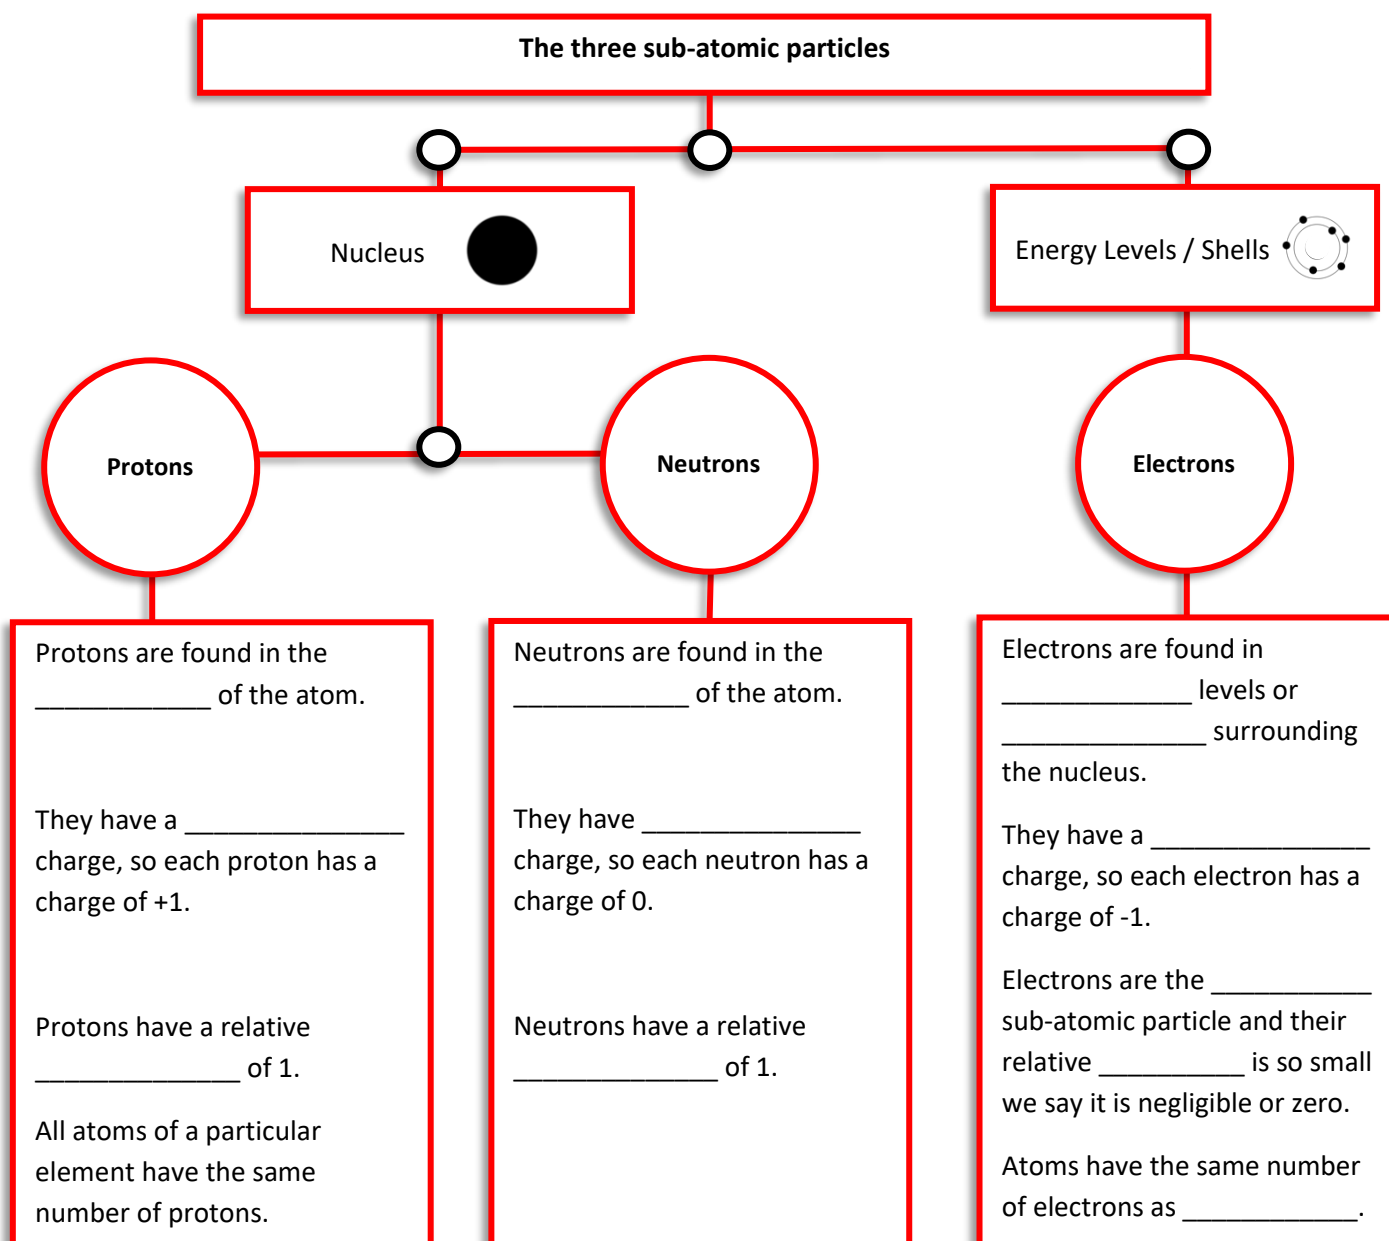 The three sub-atomic particles
Nucleus
Energy Levels / Shells
Protons
Neutrons
Electrons
Protons are found in the
____________ of the atom.
They have a _______________
charge, so each proton has a
charge of +1.
Protons have a relative
______________ of 1.
All atoms of a particular
element have the same
number of protons.
Neutrons are found in the
____________ of the atom.
They have _______________
charge, so each neutron has a
charge of 0.
Neutrons have a relative
______________ of 1.
Electrons are found in
_____________ levels or
______________ surrounding
the nucleus.
They have a _______________
charge, so each electron has a
charge of -1.
Electrons are the ___________
sub-atomic particle and their
relative __________ is so small
we say it is negligible or zero.
Atoms have the same number
of electrons as ____________.